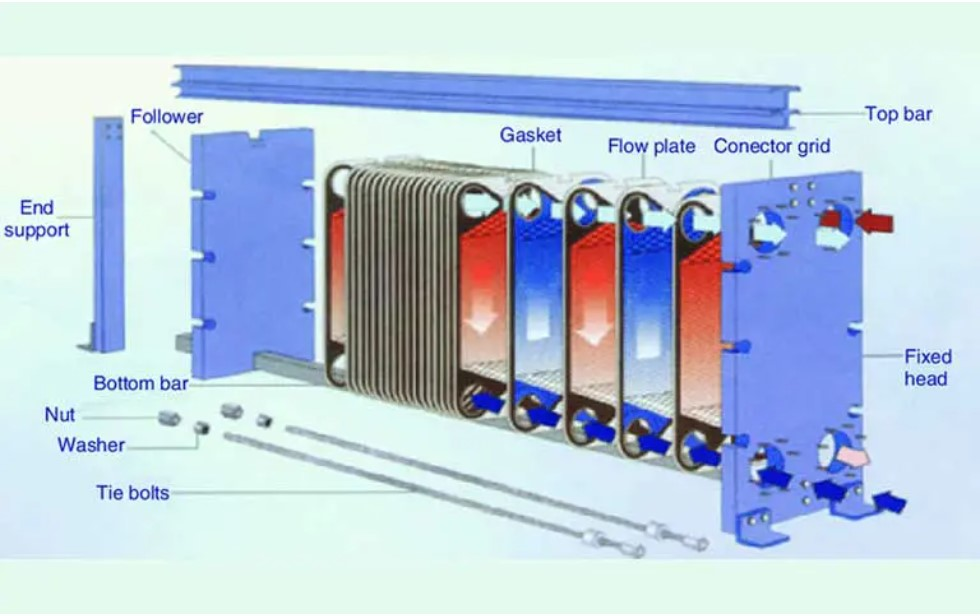 Follower
Top bar
Gasket
Flow plate
Conector grid
End
support
Fixed
head
Bottom bar
Nut
Washer
Tie bolts